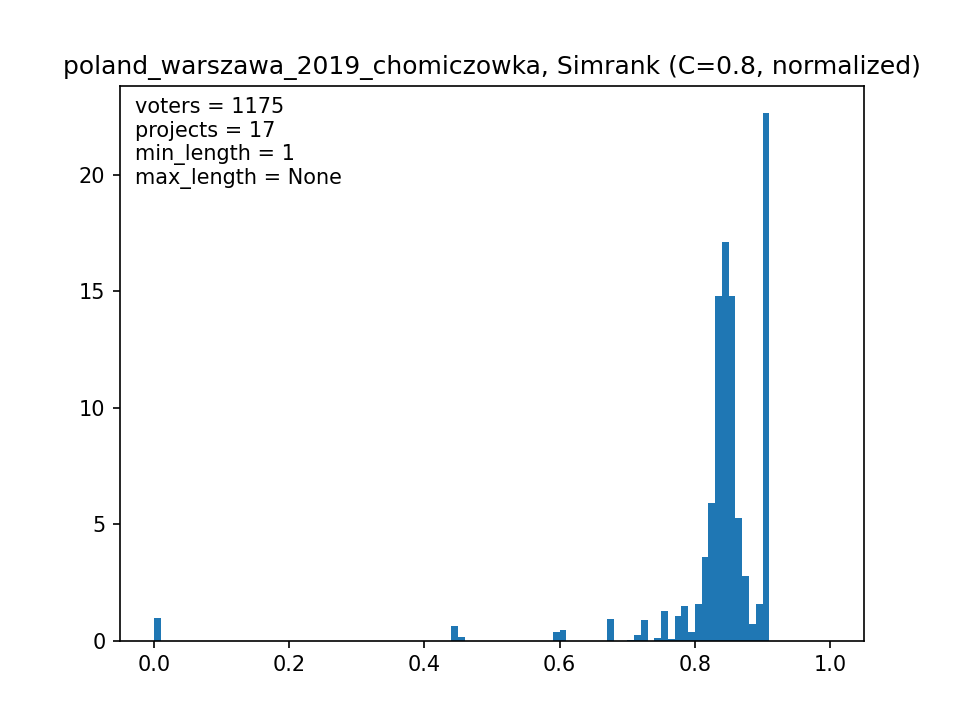 poland_warszawa_2019_chomiczowka, Simrank (C=0.8, normalized)
voters = 1175
projects = 17
min_length = 1
max_length = None
20
15
10
5
0
0.0 0.2 0.4 0.6 0.8 1.0